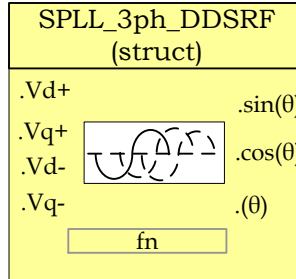 SPLL_3ph_DDSRF
(struct)
.Vd+
.Vq+
.Vd-
.Vq-
.sin(θ)
.cos(θ)
.(θ)
fn